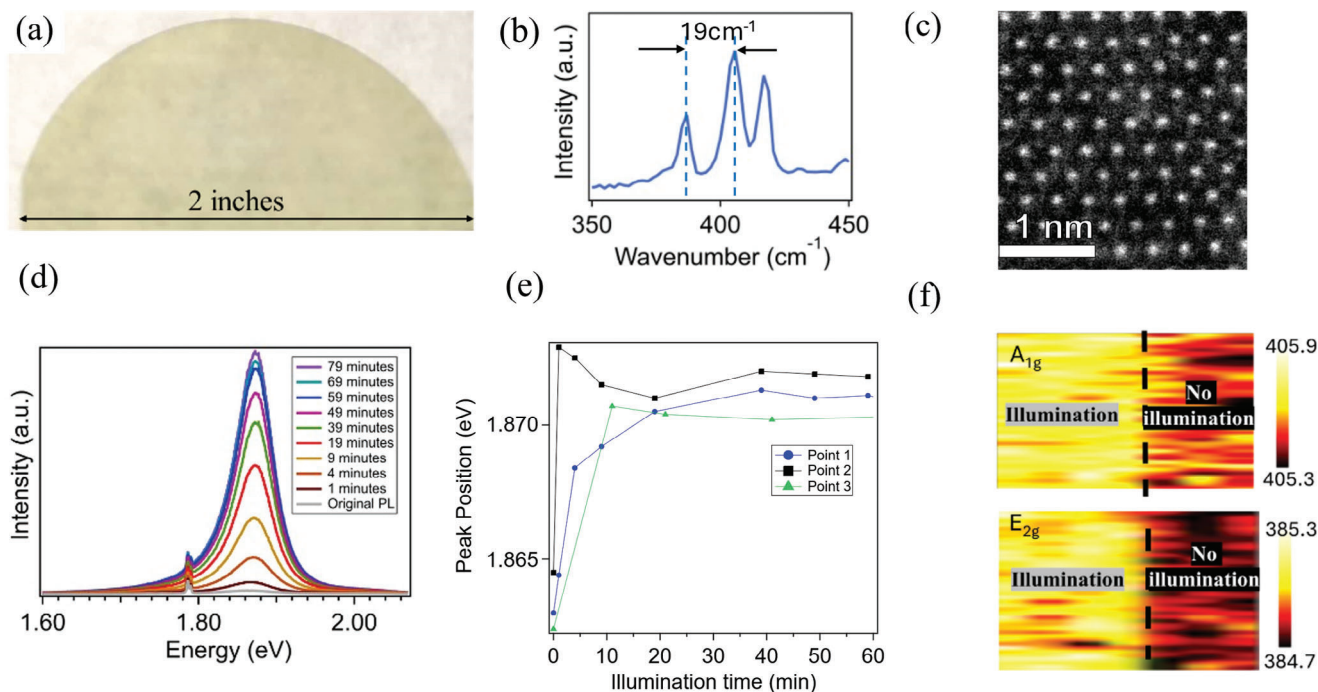 (a)
2 inches
(b)
19cm⁻¹
Intensity (a.u.)
350
400
450
Wavenumber (cm⁻¹)
(c)
1 nm
(d)
Intensity (a.u.)
79 minutes
69 minutes
59 minutes
49 minutes
39 minutes
19 minutes
9 minutes
4 minutes
1 minutes
Original PL
1.60
1.80
2.00
Energy (eV)
(e)
Peak Position (eV)
1.870
1.865
Point 1
Point 2
Point 3
0
10
20
30
40
50
60
Illumination time (min)
(f)
A₁g
Illumination
No
illumination
405.9
405.3
E₂g
Illumination
No
illumination
385.3
384.7